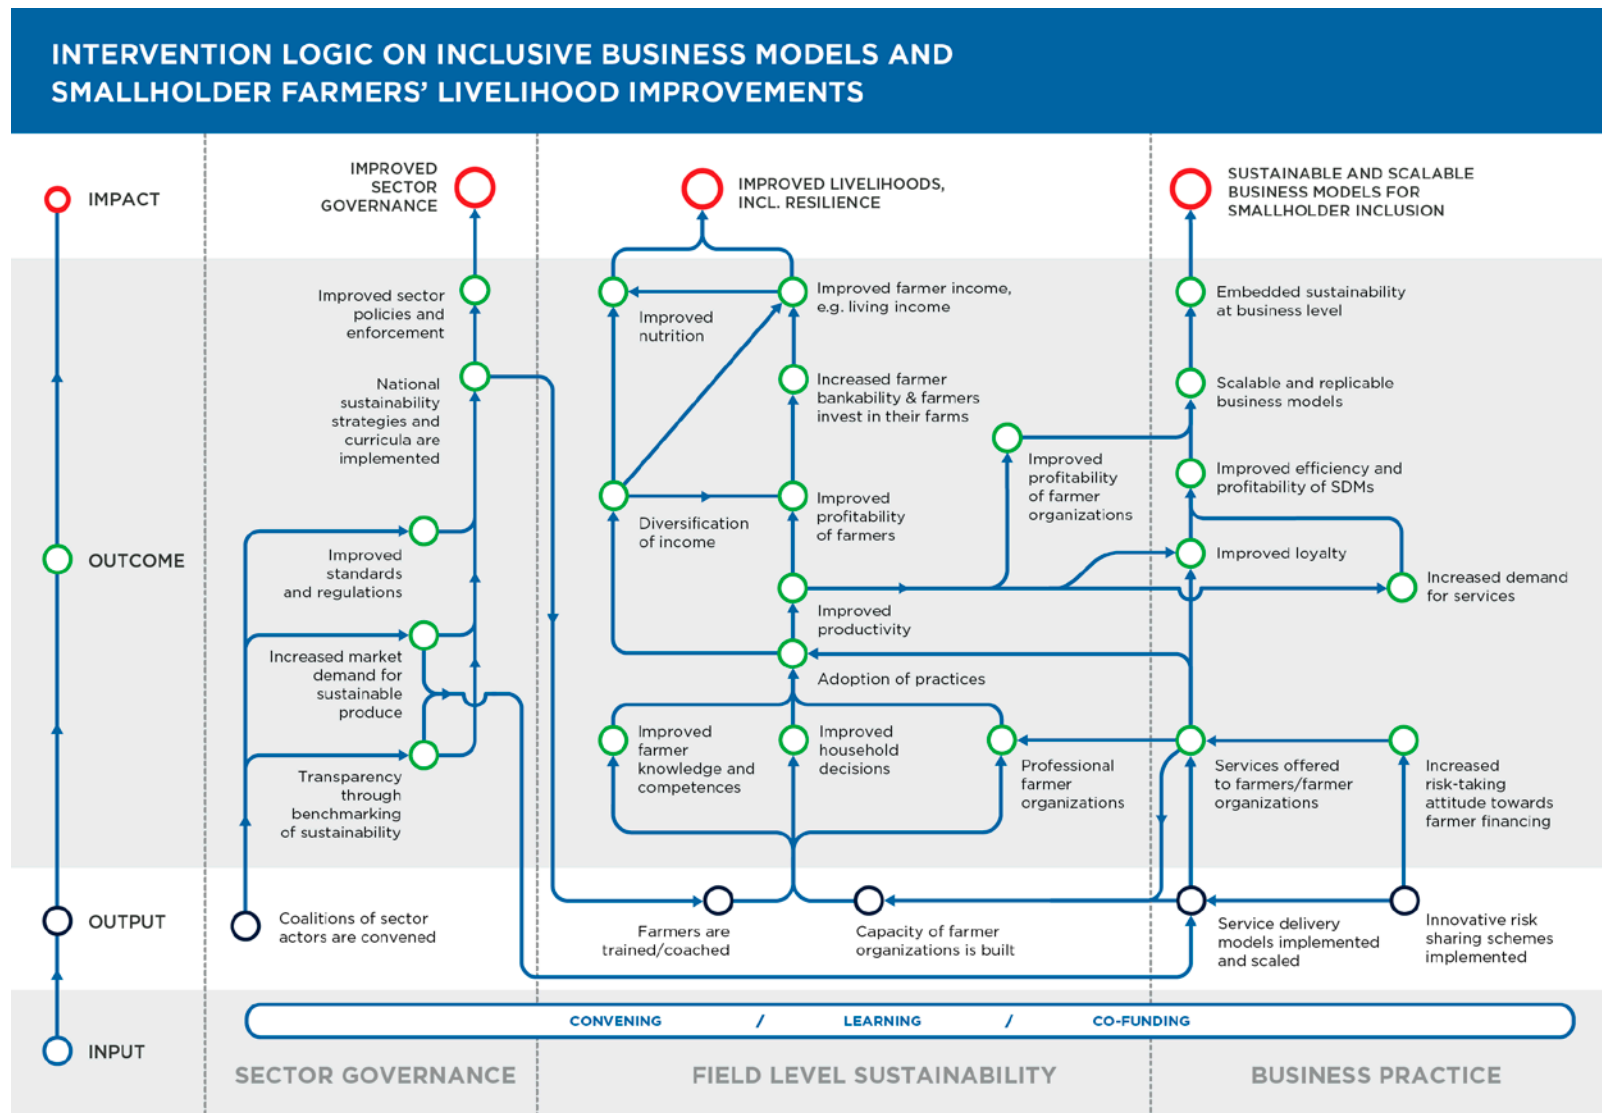 INTERVENTION LOGIC ON INCLUSIVE BUSINESS MODELS AND
SMALLHOLDER FARMERS’ LIVELIHOOD IMPROVEMENTS
IMPACT
OUTCOME
OUTPUT
INPUT
IMPROVED
SECTOR
GOVERNANCE
Improved sector
policies and
enforcement
National
sustainability
strategies and
curricula are
implemented
Improved
standards
and regulations
Increased market
demand for
sustainable
produce
Transparency
through
benchmarking
of sustainability
Coalitions of sector
actors are convened
IMPROVED LIVELIHOODS,
INCL. RESILIENCE
Improved
nutrition
Improved farmer income,
e.g. living income
Increased farmer
bankability & farmers
invest in their farms
Diversification
of income
Improved
profitability
of farmers
Improved
profitability
of farmer
organizations
Improved
productivity
Adoption of practices
Improved
farmer
knowledge and
competences
Improved
household
decisions
Professional
farmer
organizations
Farmers are
trained/coached
Capacity of farmer
organizations is built
SUSTAINABLE AND SCALABLE
BUSINESS MODELS FOR
SMALLHOLDER INCLUSION
Embedded sustainability
at business level
Scalable and replicable
business models
Improved efficiency and
profitability of SDMs
Improved loyalty
Increased demand
for services
Services offered
to farmers/farmer
organizations
Increased
risk-taking
attitude towards
farmer financing
Service delivery
models implemented
and scaled
Innovative risk
sharing schemes
implemented
CONVENING / LEARNING / CO-FUNDING
SECTOR GOVERNANCE
FIELD LEVEL SUSTAINABILITY
BUSINESS PRACTICE